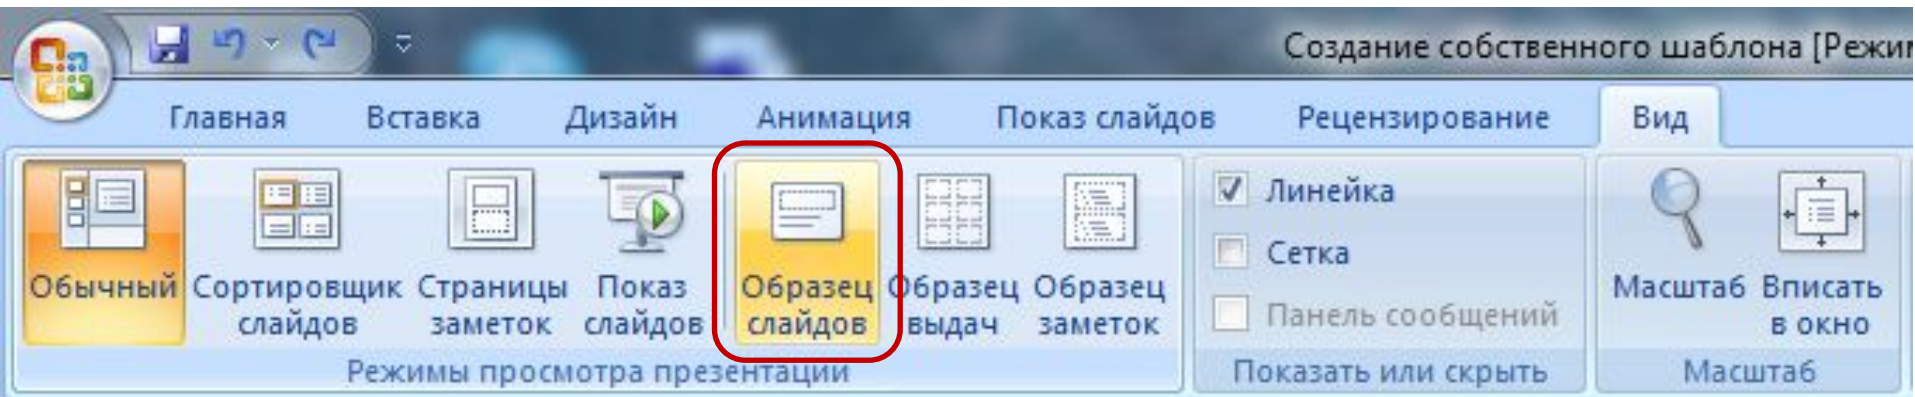 Создание собственного шаблона [Режи
Главная Вставка Дизайн Анимация Показ слайдов Рецензирование Вид
Обычный
Сортировщик
слайдов
Страницы
заметок
Показ
слайдов
Образец
слайдов
Образец
выдач
Образец
заметок
Режимы просмотра презентации
Линейка
Сетка
Панель сообщений
Показать или скрыть
Масштаб
Вписать
в окно
Масштаб